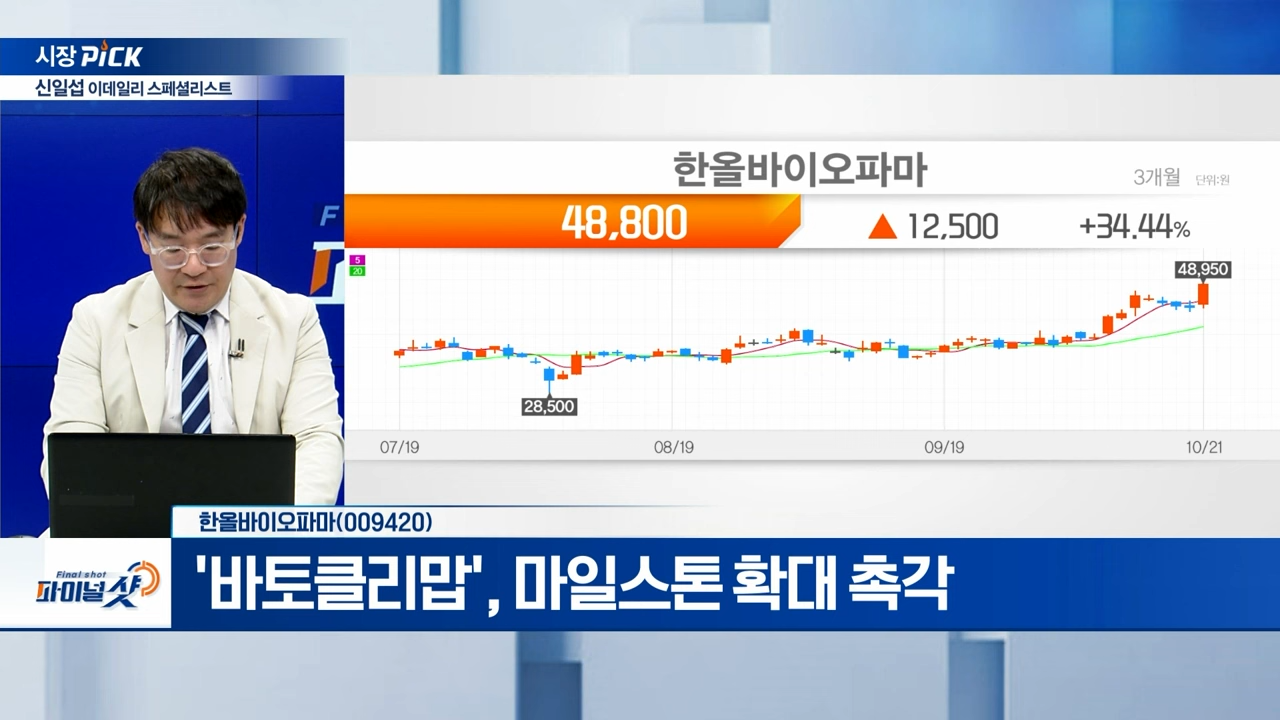 시장 PiCK
신일섭 이데일리 스페셜리스트
F
한올바이오파마
3개월 단위:원
48,800 ▲ 12,500 +34.44%
5
20
48,950
28,500
07/19 08/19 09/19 10/21
한올바이오파마(009420)
Final shot
파이널샷
'바토클리맙', 마일스톤 확대 촉각